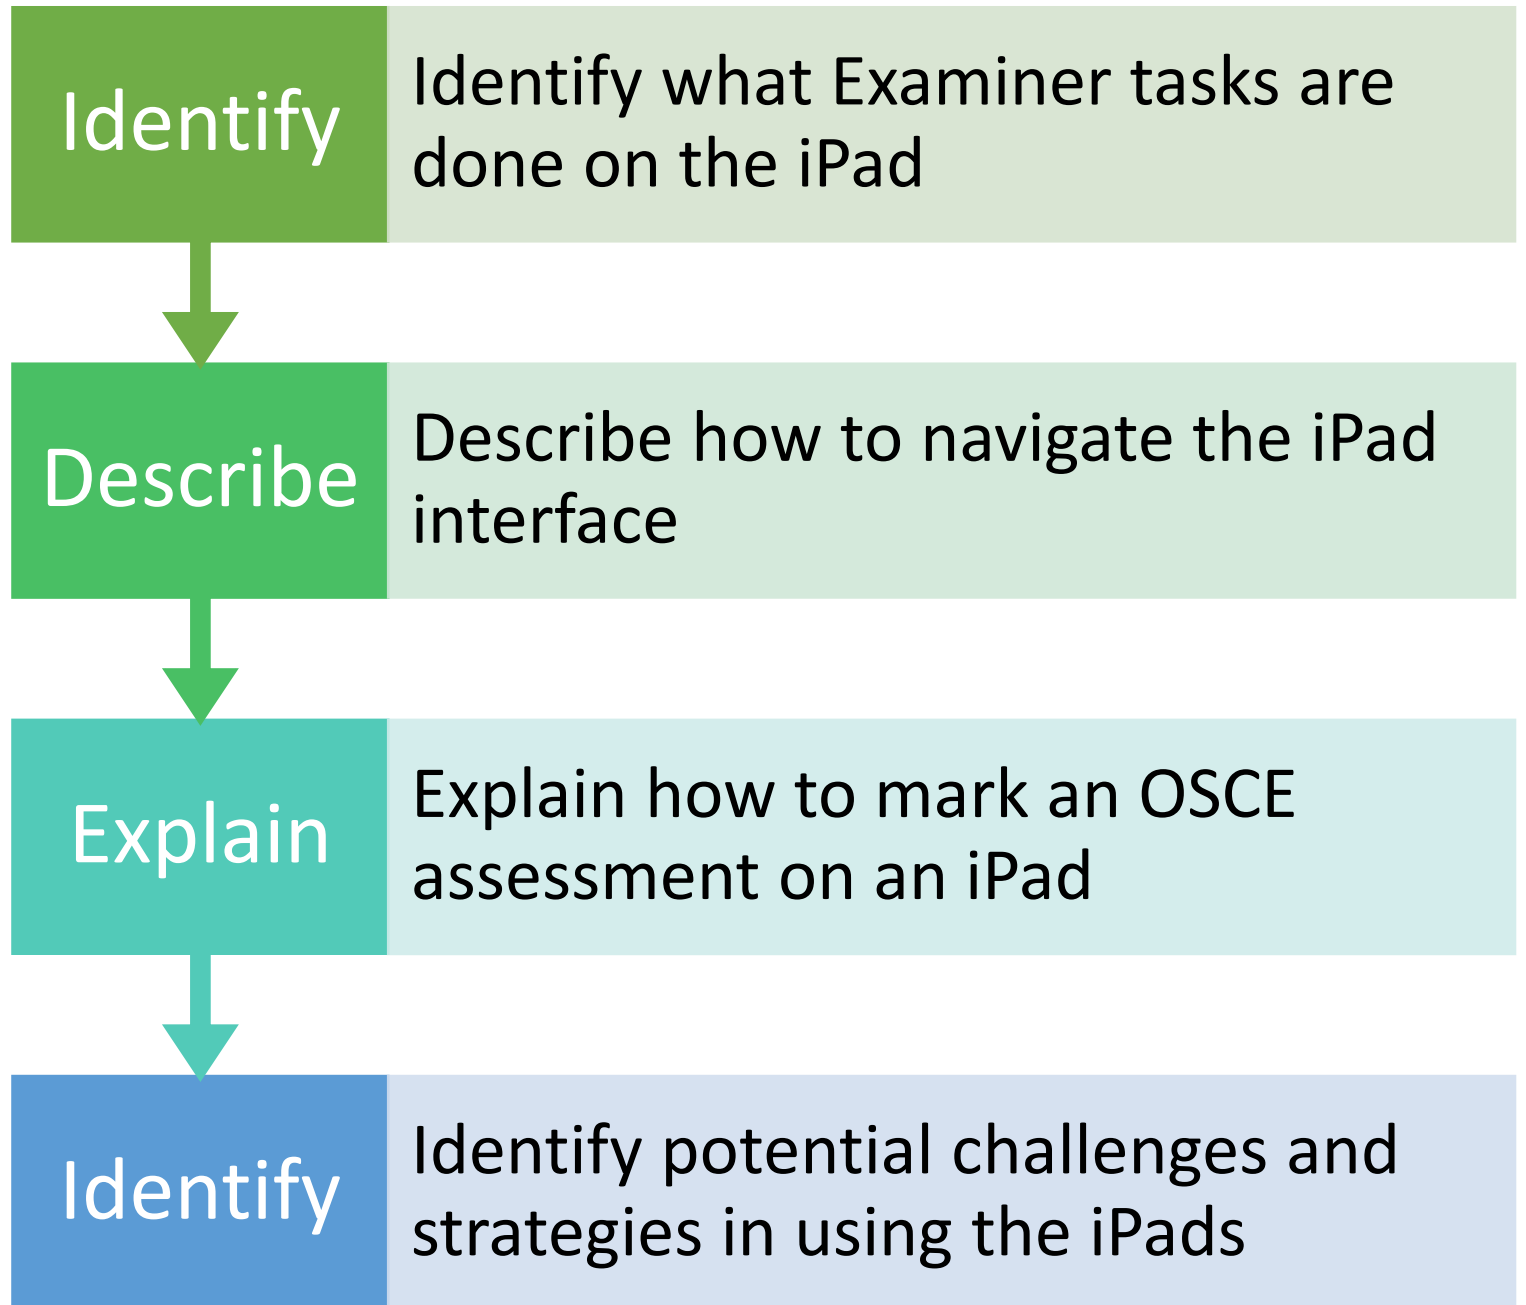 Identify
Identify what Examiner tasks are
done on the iPad
Describe
Describe how to navigate the iPad
interface
Explain
Explain how to mark an OSCE
assessment on an iPad
Identify
Identify potential challenges and
strategies in using the iPads